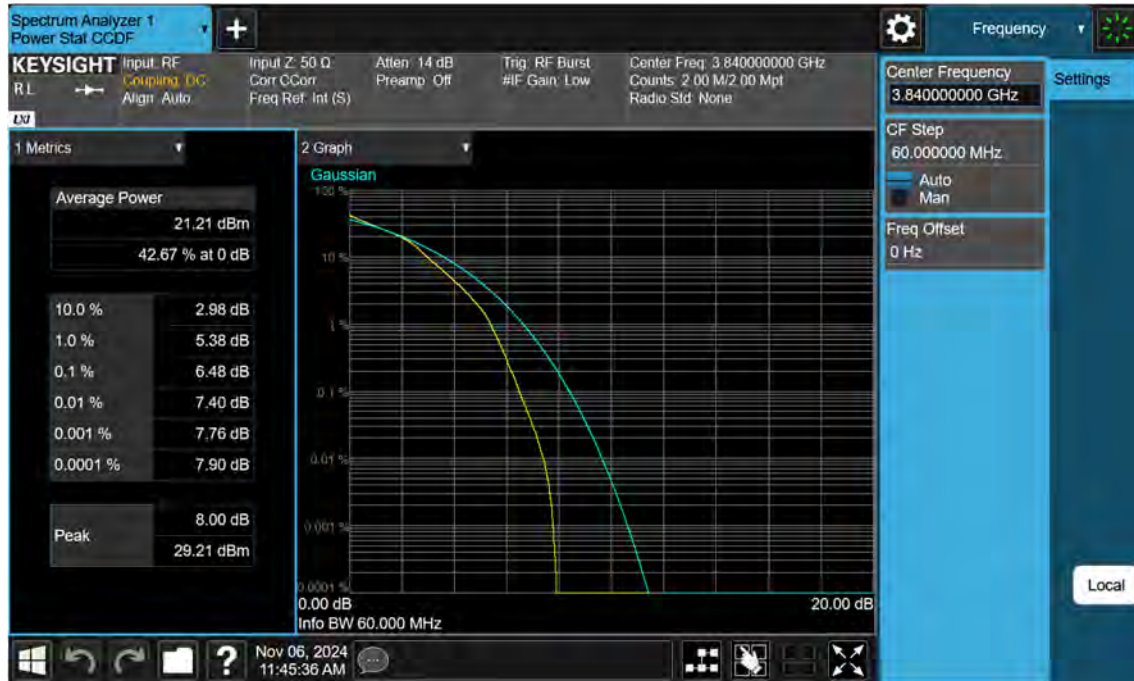 Spectrum Analyzer 1
Power Stat CCDF
Frequency
KEYSIGHT
RL
LXI
Input: RF
Coupling: DC
Align: Auto
Input Z: 50 Ω
Corr CCorr
Freq Ref: Int (S)
Atten: 14 dB
Preamp: Off
Trig: RF Burst
#IF Gain: Low
Center Freq: 3.840000000 GHz
Counts: 2.00 M/2.00 Mpt
Radio Std: None
Center Frequency
3.840000000 GHz
Settings
CF Step
60.000000 MHz
Auto
Man
Freq Offset
0 Hz
Local
1 Metrics
Average Power
21.21 dBm
42.67 % at 0 dB
10.0 % 2.98 dB
1.0 % 5.38 dB
0.1 % 6.48 dB
0.01 % 7.40 dB
0.001 % 7.76 dB
0.0001 % 7.90 dB
Peak
8.00 dB
29.21 dBm
2 Graph
Gaussian
100 %
10 %
1 %
0.1 %
0.01 %
0.001 %
0.0001 %
0.00 dB 20.00 dB
Info BW 60.000 MHz
?
Nov 06, 2024
11:45:36 AM